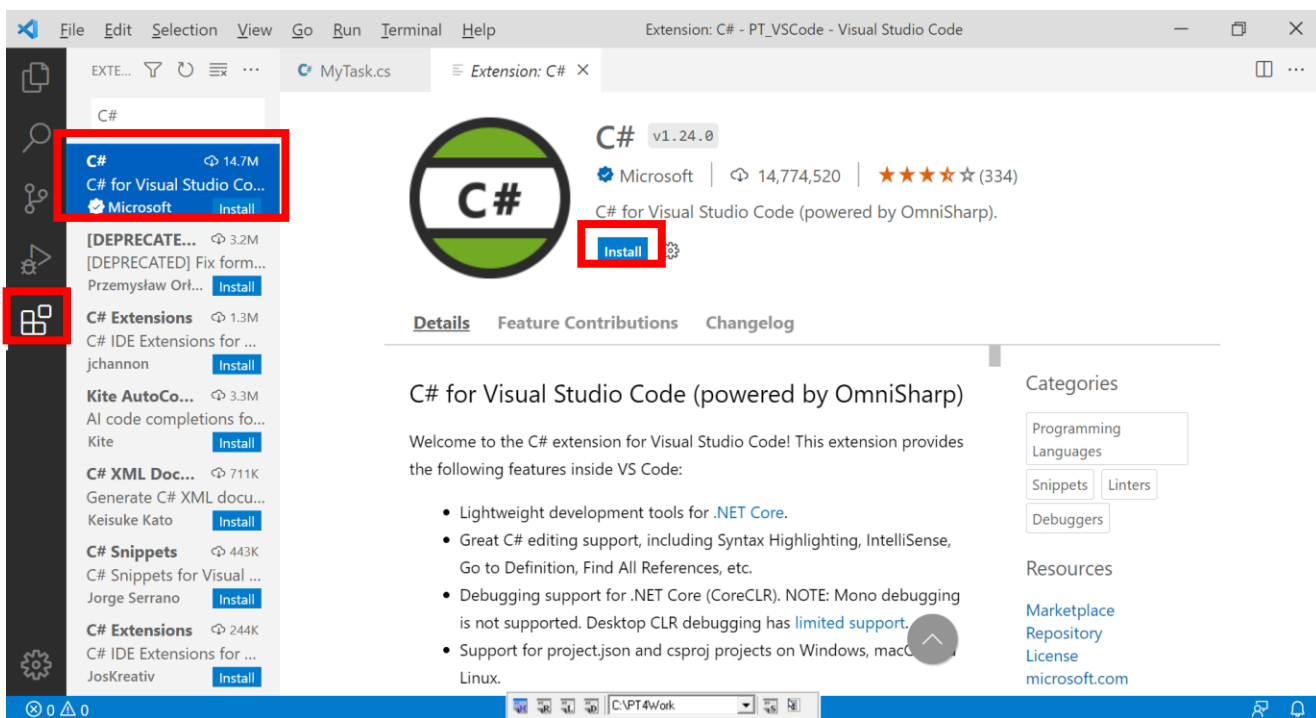 File Edit Selection View Go Run Terminal Help Extension: C# - PT_VSCode - Visual Studio Code
EXTE...
MyTask.cs
Extension: C#
C#
C# 14.7M
C# for Visual Studio Co...
Microsoft Install
[DEPRECATE... 3.2M
[DEPRECATED] Fix form...
Przemysław Orł... Install
C# Extensions 1.3M
C# IDE Extensions for ...
jchannon Install
Kite AutoCo... 3.3M
AI code completions fo...
Kite Install
C# XML Doc... 711K
Generate C# XML docu...
Keisuke Kato Install
C# Snippets 443K
C# Snippets for Visual ...
Jorge Serrano Install
C# Extensions 244K
C# IDE Extensions for ...
JosKreativ Install
C#
C# v1.24.0
Microsoft 14,774,520 (334)
C# for Visual Studio Code (powered by OmniSharp).
Install
Details Feature Contributions Changelog
C# for Visual Studio Code (powered by OmniSharp)
Welcome to the C# extension for Visual Studio Code! This extension provides
the following features inside VS Code:
• Lightweight development tools for .NET Core.
• Great C# editing support, including Syntax Highlighting, IntelliSense,
Go to Definition, Find All References, etc.
• Debugging support for .NET Core (CoreCLR). NOTE: Mono debugging
is not supported. Desktop CLR debugging has limited support.
• Support for project.json and csproj projects on Windows,
Linux.
Categories
Programming
Languages
Snippets Linters
Debuggers
Resources
Marketplace
Repository
License
microsoft.com
0 0
C:\PT4Work